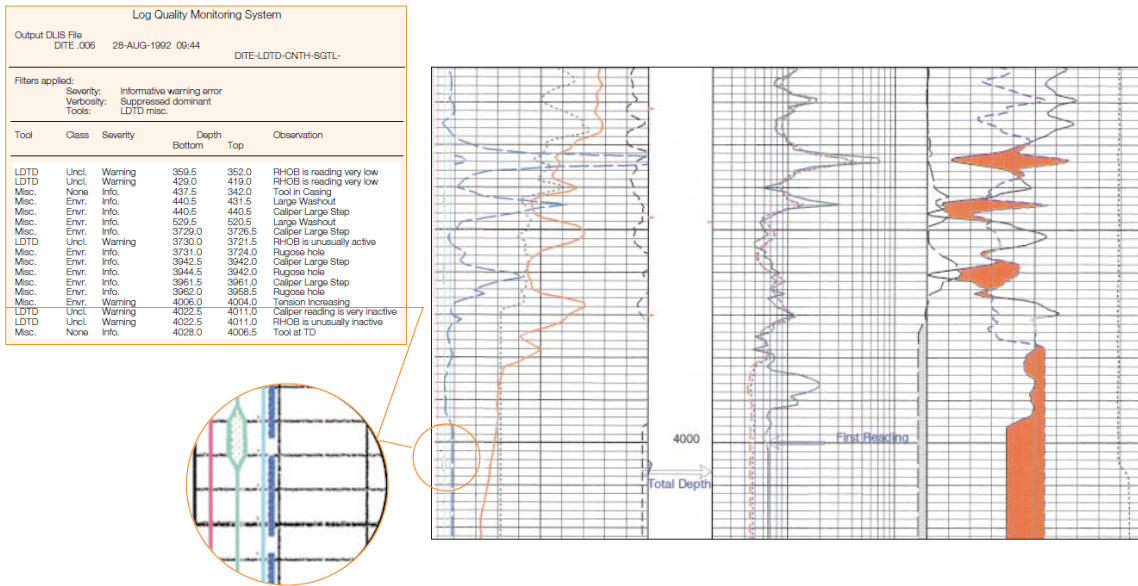 Log Quality Monitoring System
Output DLIS File
DITE .006 28-AUG-1992 09:44
DITE-LDTD-CNTH-SGTL-
Filters applied:
Severity: Informative warning error
Verbosity: Suppressed dominant
Tools: LDTD misc.
Tool Class Severity Depth Observation
Bottom Top
LDTD Uncl. Warning 359.5 352.0 RHOB is reading very low
LDTD Uncl. Warning 429.0 419.0 RHOB is reading very low
Misc. None Info. 437.5 342.0 Tool in Casing
Misc. Envr. Info. 440.5 431.5 Large Washout
Misc. Envr. Info. 440.5 440.5 Caliper Large Step
Misc. Envr. Info. 529.5 520.5 Large Washout
Misc. Envr. Info. 3729.0 3726.5 Caliper Large Step
LDTD Uncl. Warning 3730.0 3721.5 RHOB is unusually active
Misc. Envr. Info. 3731.0 3724.0 Rugose hole
Misc. Envr. Info. 3942.5 3942.0 Caliper Large Step
Misc. Envr. Info. 3944.5 3942.0 Rugose hole
Misc. Envr. Info. 3961.5 3961.0 Caliper Large Step
Misc. Envr. Info. 3962.0 3958.5 Rugose hole
Misc. Envr. Warning 4006.0 4004.0 Tension Increasing
LDTD Uncl. Warning 4022.5 4011.0 Caliper reading is very inactive
LDTD Uncl. Warning 4022.5 4011.0 RHOB is unusually inactive
Misc. None Info. 4028.0 4006.5 Tool at TD
4000
First Reading
Total Depth